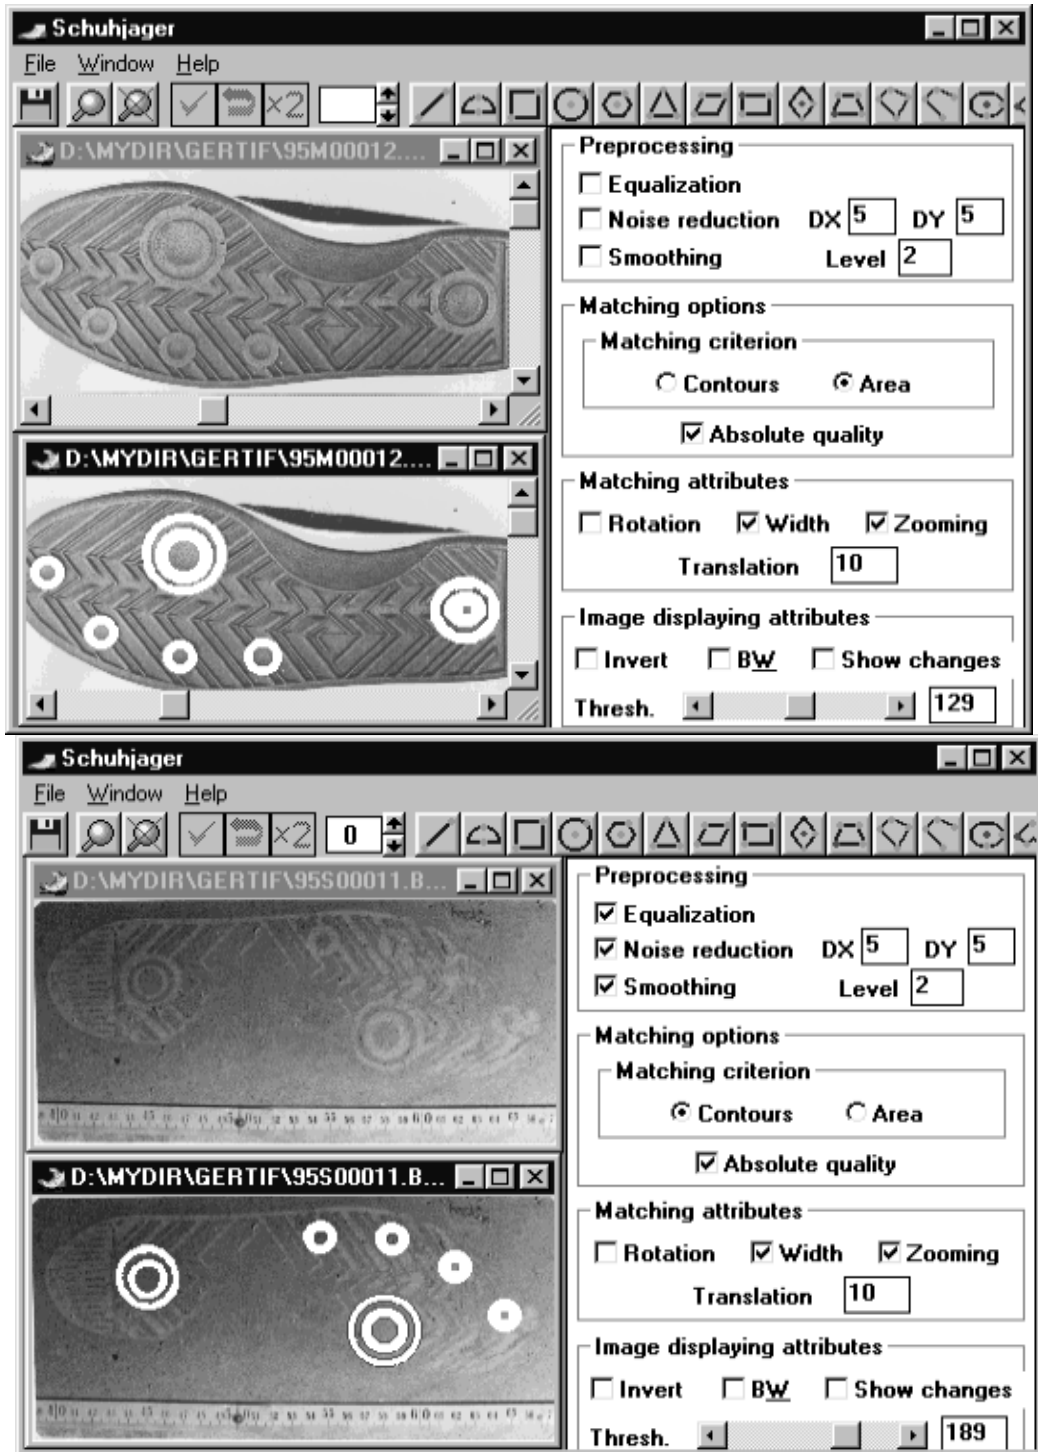 Schuhjager
File Window Help
×2
D:\MYDIR\GERTIF\95M00012....
Preprocessing
Equalization
Noise reduction DX 5 DY 5
Smoothing Level 2
Matching options
Matching criterion
Contours Area
Absolute quality
D:\MYDIR\GERTIF\95M00012....
Matching attributes
Rotation Width Zooming
Translation 10
Image displaying attributes
Invert BW Show changes
Thresh. 129
Schuhjager
File Window Help
×2 0
D:\MYDIR\GERTIF\95S00011.B...
Preprocessing
Equalization
Noise reduction DX 5 DY 5
Smoothing Level 2
Matching options
Matching criterion
Contours Area
Absolute quality
D:\MYDIR\GERTIF\95S00011.B...
Matching attributes
Rotation Width Zooming
Translation 10
Image displaying attributes
Invert BW Show changes
Thresh. 189